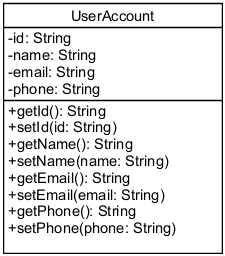 UserAccount
-id: String
-name: String
-email: String
-phone: String
+getId(): String
+setId(id: String)
+getName(): String
+setName(name: String)
+getEmail(): String
+setEmail(email: String)
+getPhone(): String
+setPhone(phone: String)